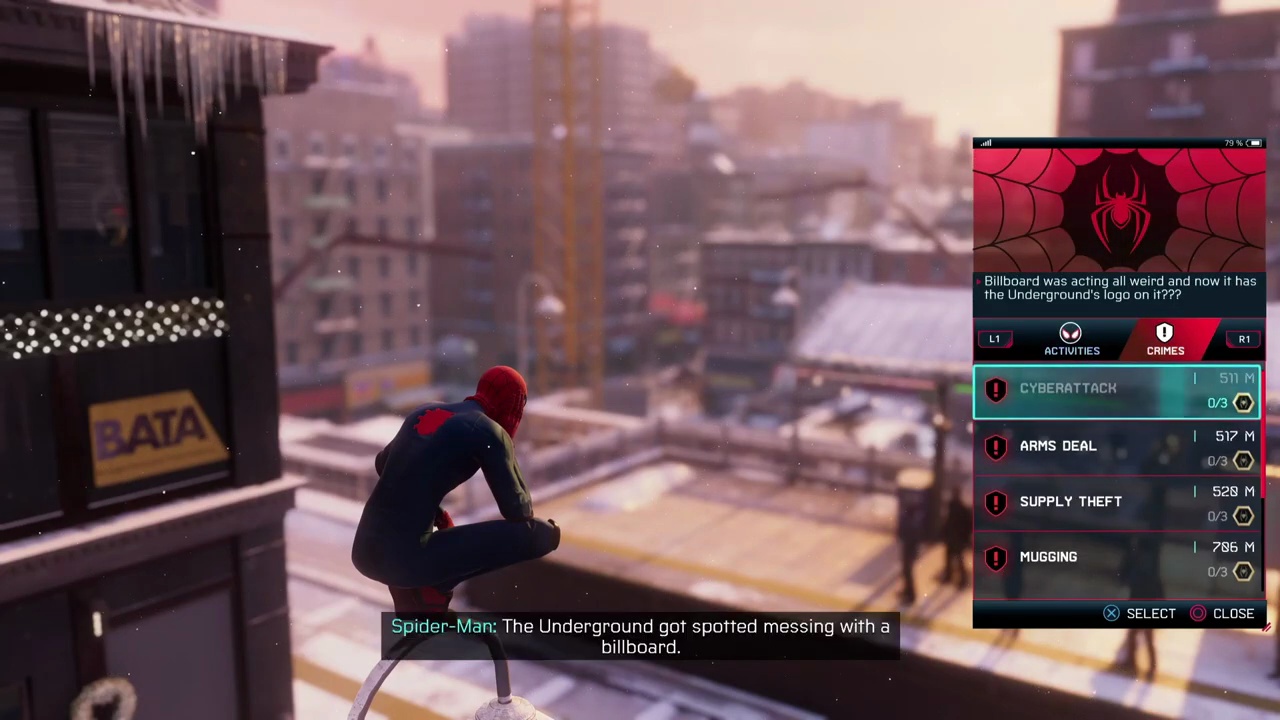 79 %
Billboard was acting all weird and now it has
the Underground's logo on it???
L1
ACTIVITIES
CRIMES
R1
CYBERATTACK
511 M
0/3
ARMS DEAL
517 M
0/3
SUPPLY THEFT
520 M
0/3
MUGGING
706 M
0/3
SELECT
CLOSE
BATA
Spider-Man: The Underground got spotted messing with a
billboard.